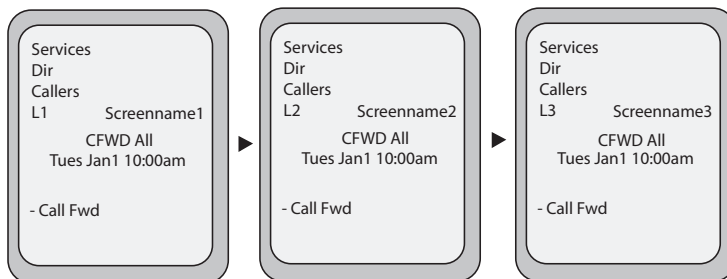 Services
Dir
Callers
L1 Screenname1
CFWD All
Tues Jan1 10:00am
- Call Fwd
Services
Dir
Callers
L2 Screenname2
CFWD All
Tues Jan1 10:00am
- Call Fwd
Services
Dir
Callers
L3 Screenname3
CFWD All
Tues Jan1 10:00am
- Call Fwd